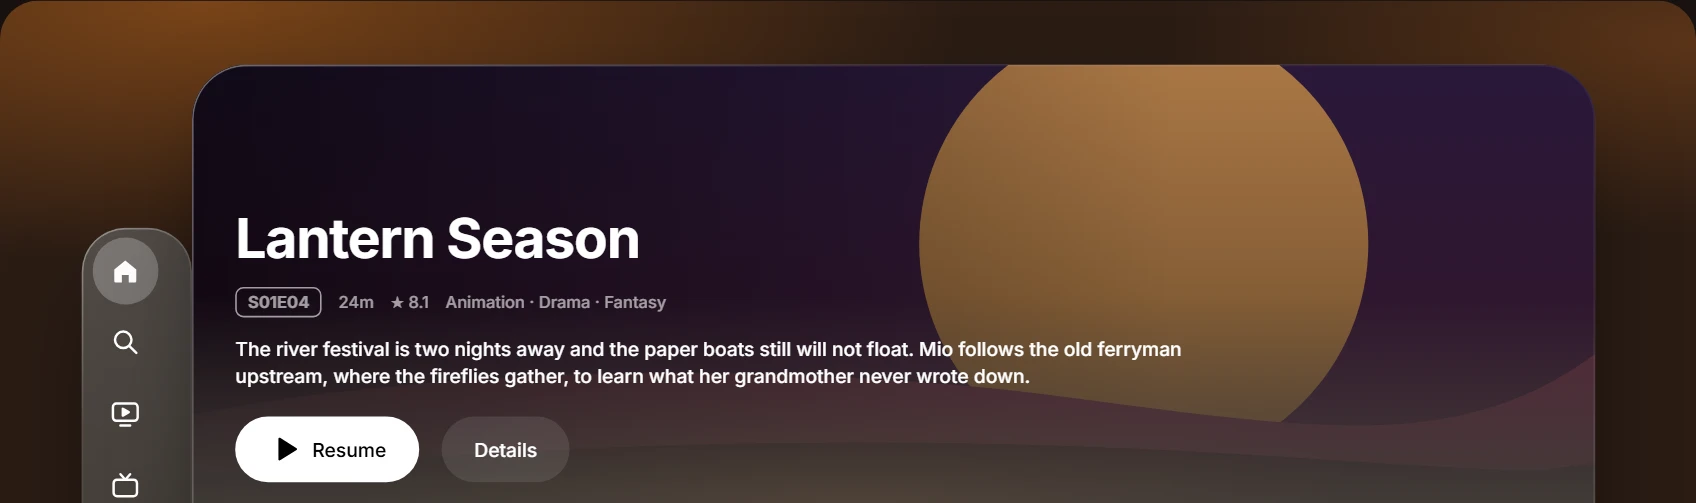 Lantern Season
S01E04 24m ★ 8.1 Animation · Drama · Fantasy
The river festival is two nights away and the paper boats still will not float. Mio follows the old ferryman
upstream, where the fireflies gather, to learn what her grandmother never wrote down.
Resume Details